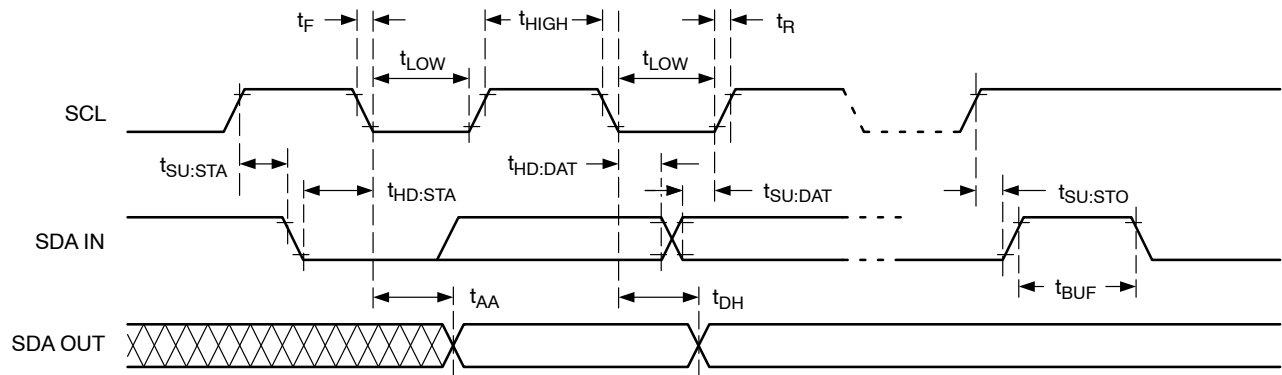 tF tHIGH tR
tLOW tLOW
SCL
tSU:STA tHD:STA tHD:DAT tSU:DAT tSU:STO
SDA IN
tBUF
tAA tDH
SDA OUT